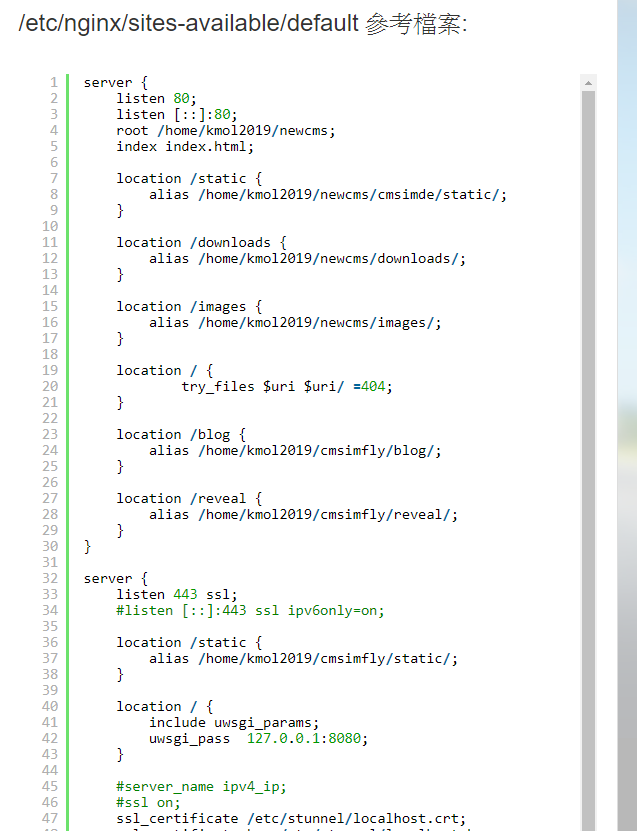 /etc/nginx/sites-available/default 參考檔案:
1 server {
2 listen 80;
3 listen [::]:80;
4 root /home/kmol2019/newcms;
5 index index.html;
6
7 location /static {
8 alias /home/kmol2019/newcms/cmsimde/static/;
9 }
10
11 location /downloads {
12 alias /home/kmol2019/newcms/downloads/;
13 }
14
15 location /images {
16 alias /home/kmol2019/newcms/images/;
17 }
18
19 location / {
20 try_files $uri $uri/ =404;
21 }
22
23 location /blog {
24 alias /home/kmol2019/cmsimfly/blog/;
25 }
26
27 location /reveal {
28 alias /home/kmol2019/cmsimfly/reveal/;
29 }
30 }
31
32 server {
33 listen 443 ssl;
34 #listen [::]:443 ssl ipv6only=on;
35
36 location /static {
37 alias /home/kmol2019/cmsimfly/static/;
38 }
39
40 location / {
41 include uwsgi_params;
42 uwsgi_pass  127.0.0.1:8080;
43 }
44
45 #server_name ipv4_ip;
46 #ssl on;
47 ssl_certificate /etc/stunnel/localhost.crt;